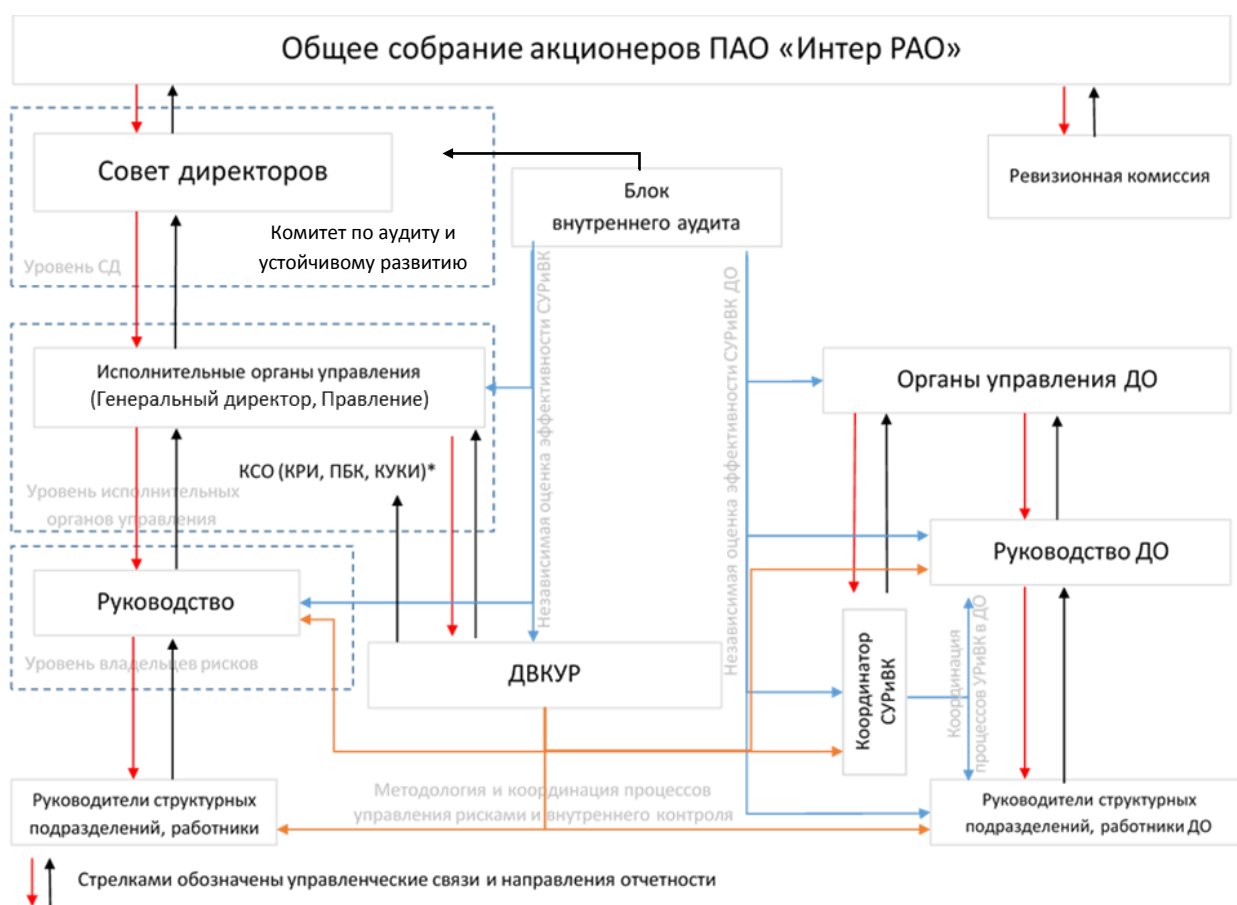 Общее собрание акционеров ПАО «Интер РАО»
Совет директоров
Ревизионная комиссия
Блок
внутреннего аудита
Комитет по аудиту и
устойчивому развитию
Уровень СД
Независимая оценка эффективности СУРиВК
Независимая оценка эффективности СУРиВК ДО
Исполнительные органы управления
(Генеральный директор, Правление)
Органы управления ДО
КСО (КРИ, ПБК, КУКИ)*
Уровень исполнительных
органов управления
Руководство
Руководство ДО
Уровень владельцев рисков
ДВКУР
Координатор
СУРиВК
Координация
процессов УРиВК в ДО
Руководители структурных
подразделений, работники
Методология и координация процессов
управления рисками и внутреннего контроля
Руководители структурных
подразделений, работники ДО
Стрелками обозначены управленческие связи и направления отчетности